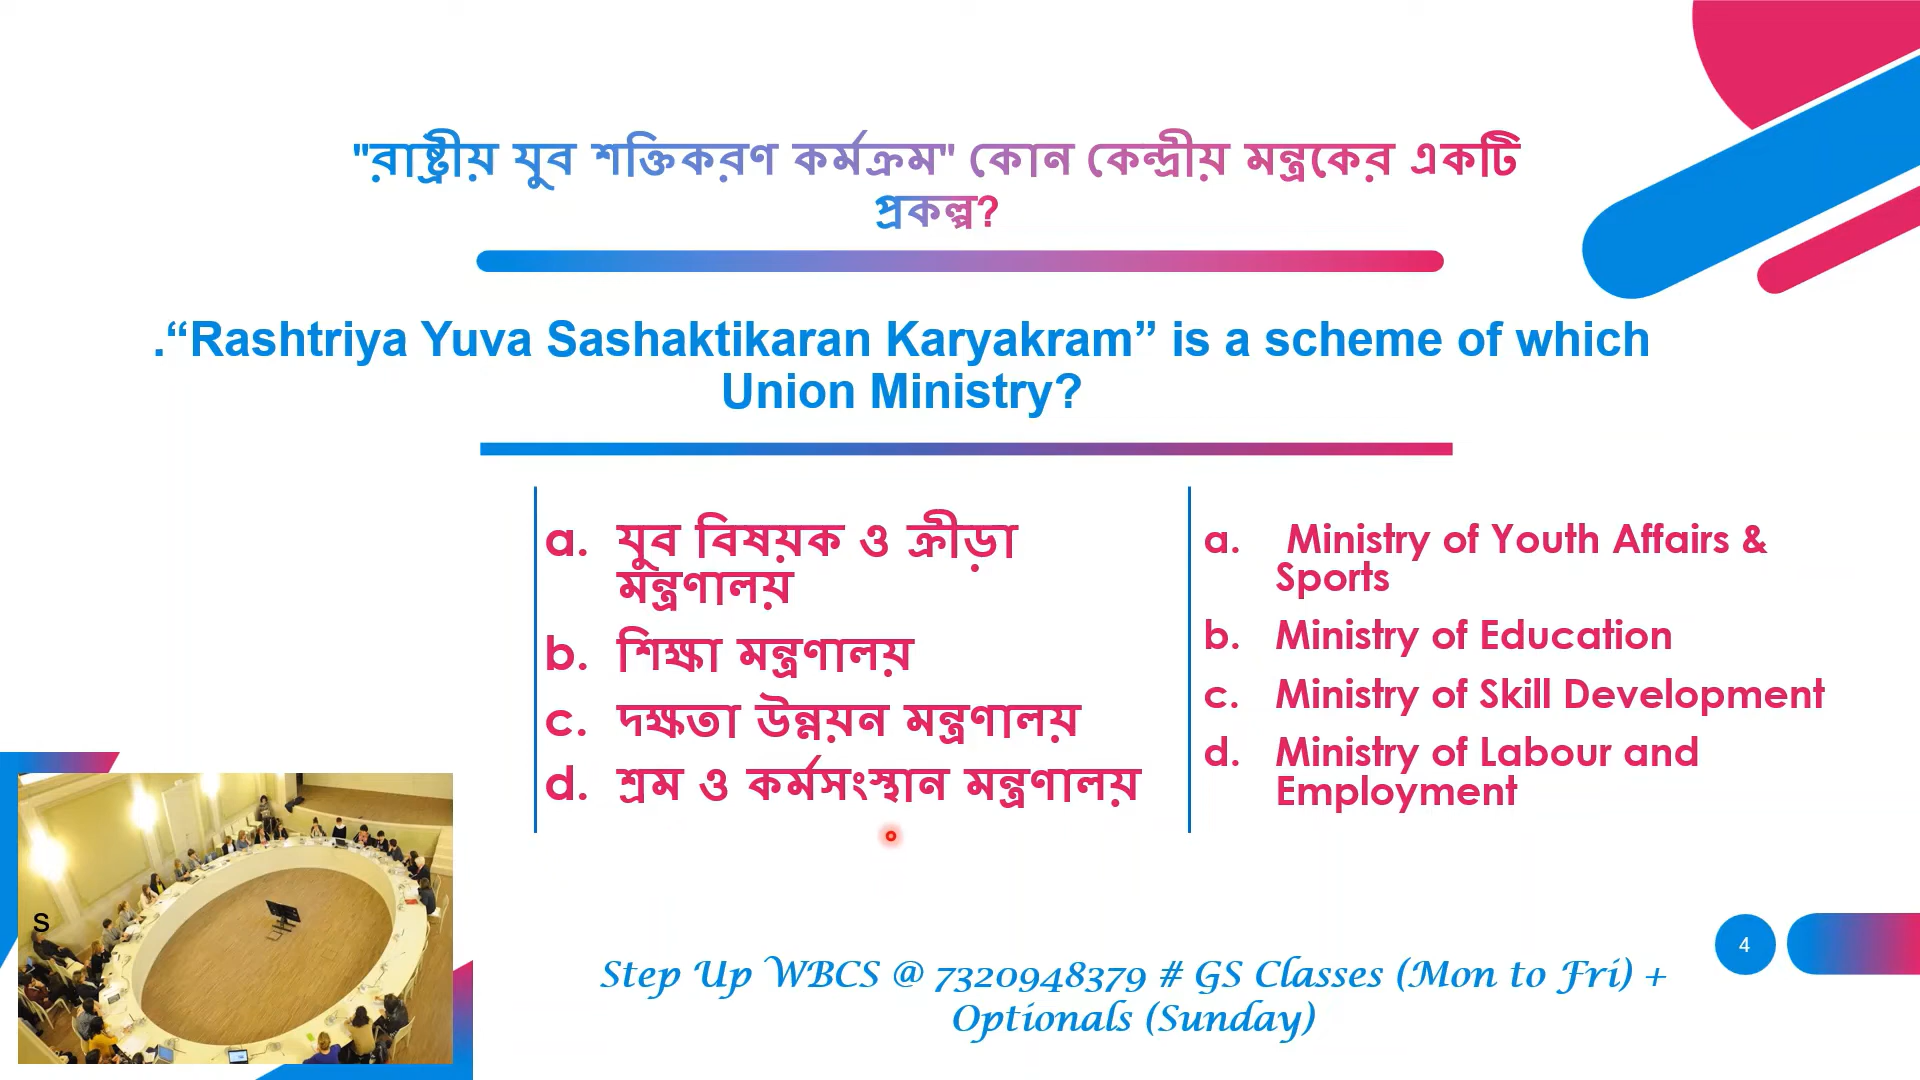 "রাষ্ট্রীয় যুব শক্তিকরণ কর্মক্রম" কোন কেন্দ্রীয় মন্ত্রকের একটি
প্রকল্প?
.“Rashtriya Yuva Sashaktikaran Karyakram” is a scheme of which
Union Ministry?
a. যুব বিষয়ক ও ক্রীড়া
মন্ত্রণালয়
b. শিক্ষা মন্ত্রণালয়
c. দক্ষতা উন্নয়ন মন্ত্রণালয়
d. শ্রম ও কর্মসংস্থান মন্ত্রণালয়
a. Ministry of Youth Affairs &
Sports
b. Ministry of Education
c. Ministry of Skill Development
d. Ministry of Labour and
Employment
S
4
Step Up WBCS @ 7320948379 # GS Classes (Mon to Fri) +
Optionals (Sunday)